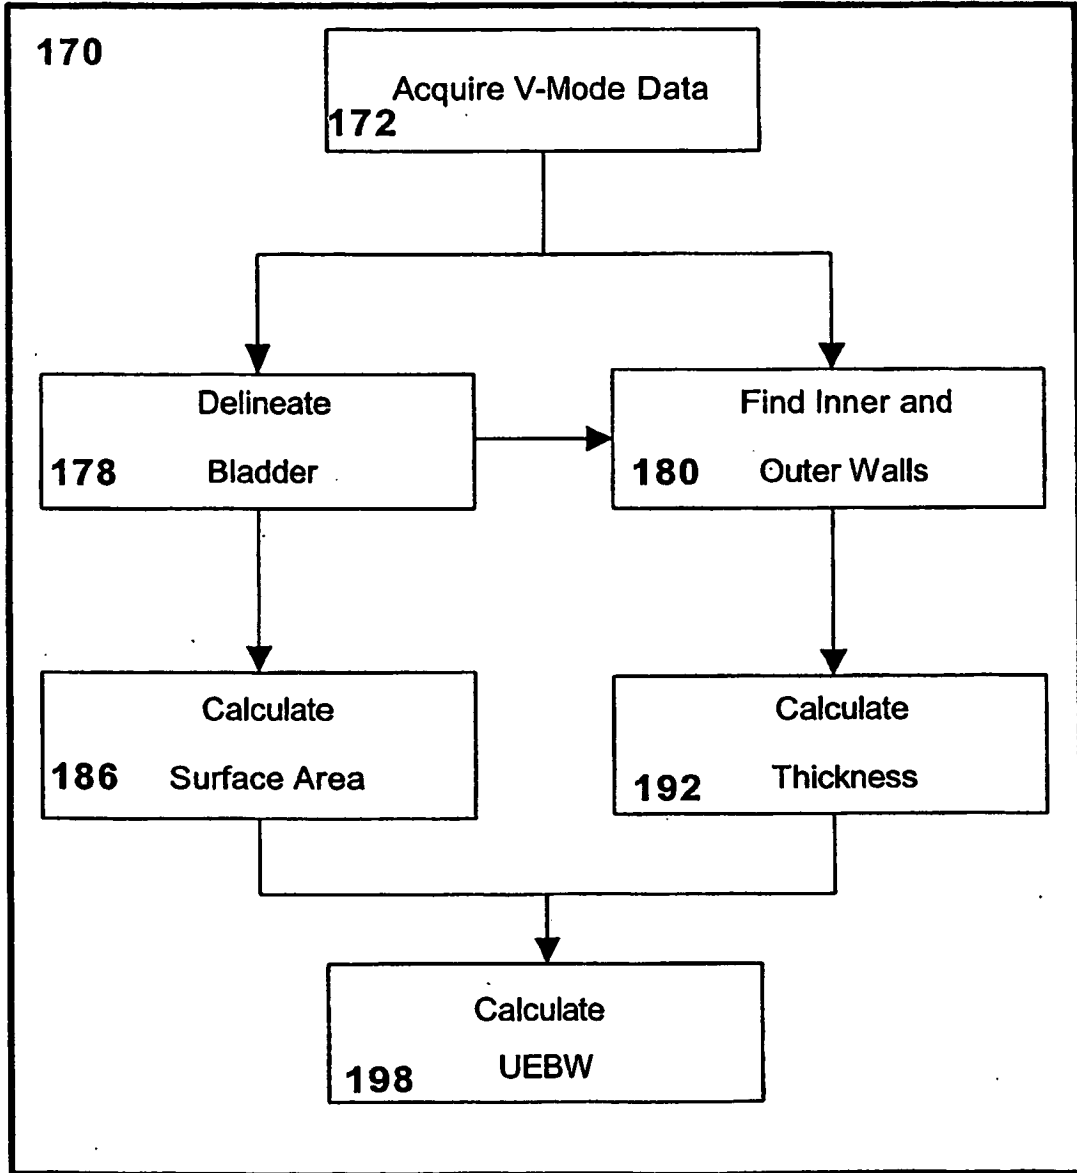 170
Acquire V-Mode Data
172
Delineate
178 Bladder
Find Inner and
180 Outer Walls
Calculate
186 Surface Area
Calculate
192 Thickness
Calculate
UEBW
198